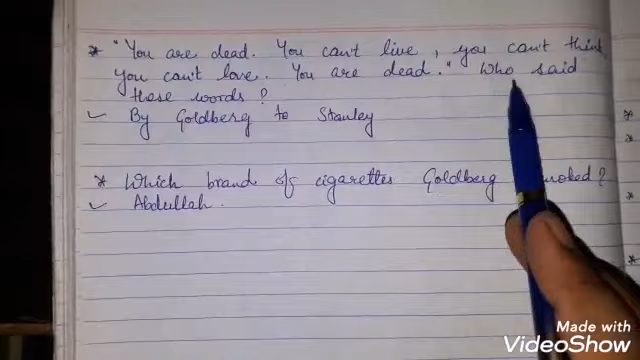 * "You are dead. You can't live, you can't think,
you can't love. You are dead." Who said
these words?
✓ By Goldberg to Stanley
* Which brand of cigarettes Goldberg smoked?
✓ Abdullah.
Made with
VideoShow